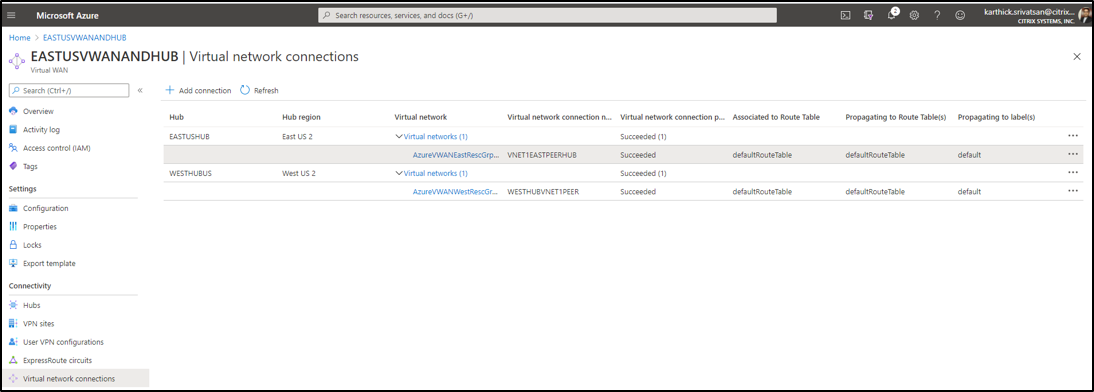 Microsoft Azure
Search resources, services, and docs (G+/)
2
karthick.srivatsan@citrix...
CITRIX SYSTEMS, INC.
Home > EASTUSVWANANDHUB
EASTUSVWANANDHUB | Virtual network connections
Virtual WAN
Search (Ctrl+/)
Overview
Activity log
Access control (IAM)
Tags
Settings
Configuration
Properties
Locks
Export template
Connectivity
Hubs
VPN sites
User VPN configurations
ExpressRoute circuits
Virtual network connections
Add connection Refresh
Hub Hub region Virtual network Virtual network connection n... Virtual network connection p... Associated to Route Table Propagating to Route Table(s) Propagating to label(s)
EASTUSHUB East US 2 Virtual networks (1) Succeeded (1)
AzureVWANEastRescGrp... VNET1EASTPEERHUB Succeeded defaultRouteTable defaultRouteTable default
WESTHUBUS West US 2 Virtual networks (1) Succeeded (1)
AzureVWANWestRescGr... WESTHUBVNET1PEER Succeeded defaultRouteTable defaultRouteTable default